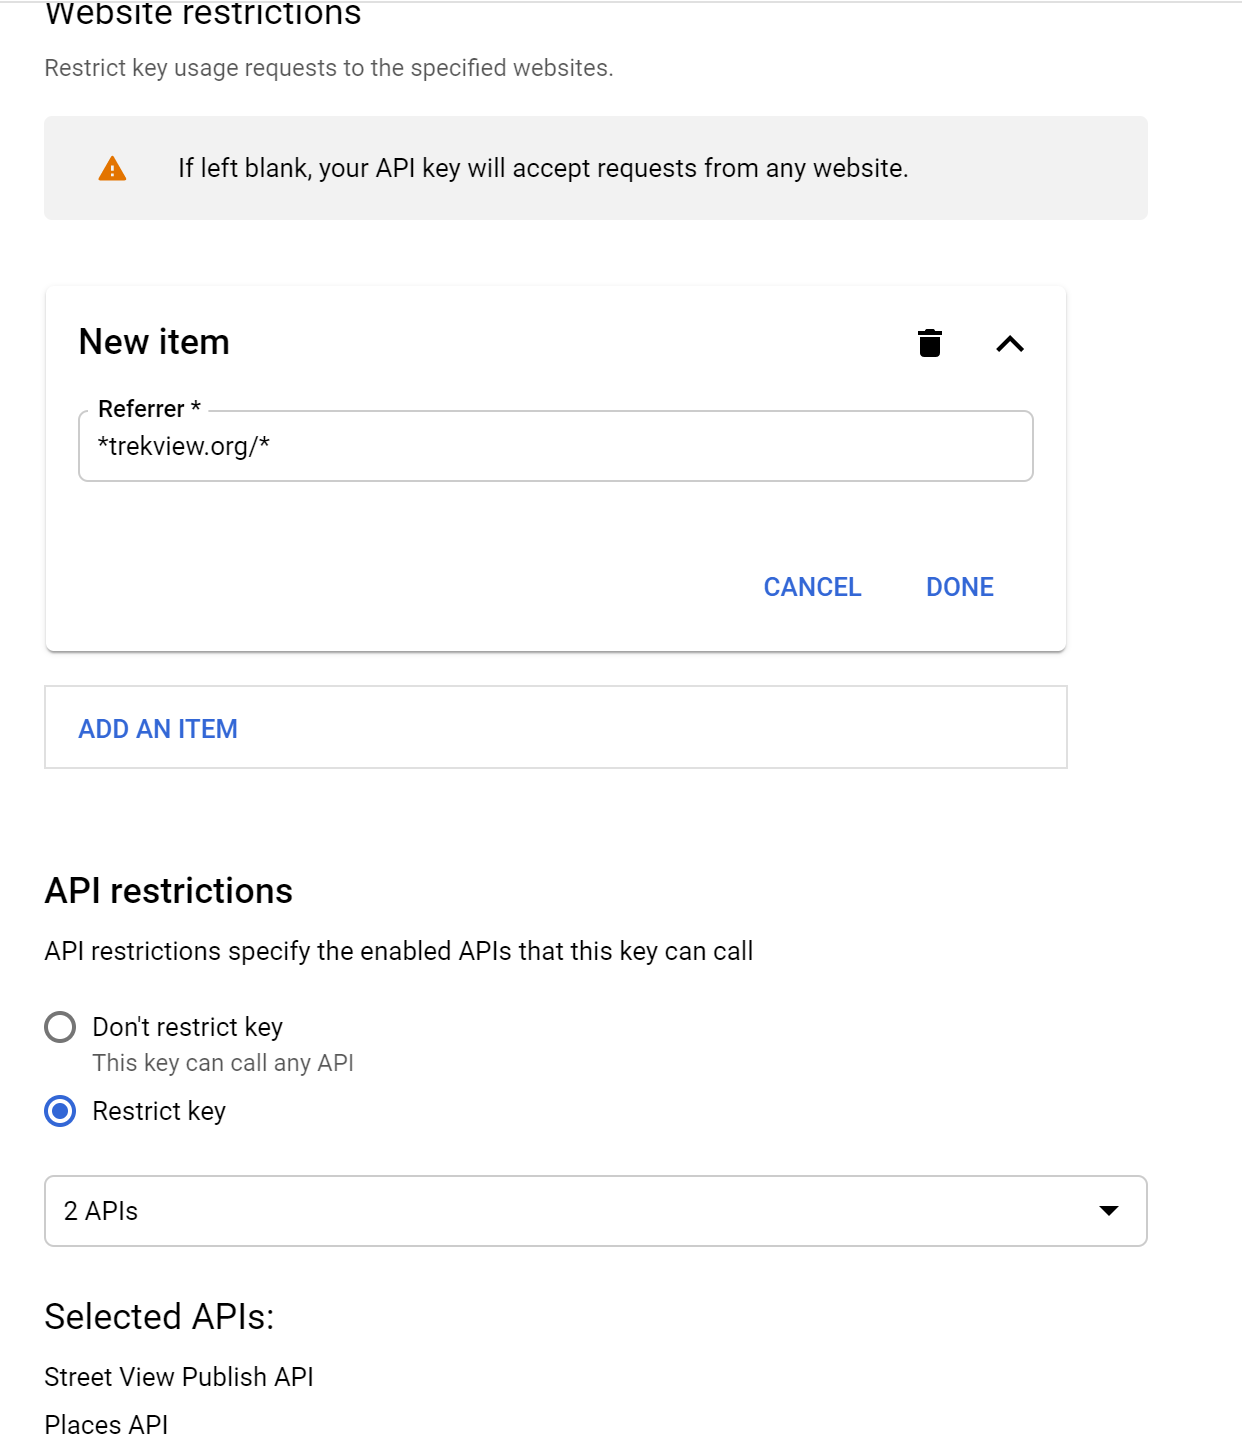 Website restrictions
Restrict key usage requests to the specified websites.
If left blank, your API key will accept requests from any website.
New item
Referrer *
*trekview.org/*
CANCEL DONE
ADD AN ITEM
API restrictions
API restrictions specify the enabled APIs that this key can call
Don't restrict key
This key can call any API
Restrict key
2 APIs
Selected APIs:
Street View Publish API
Places API